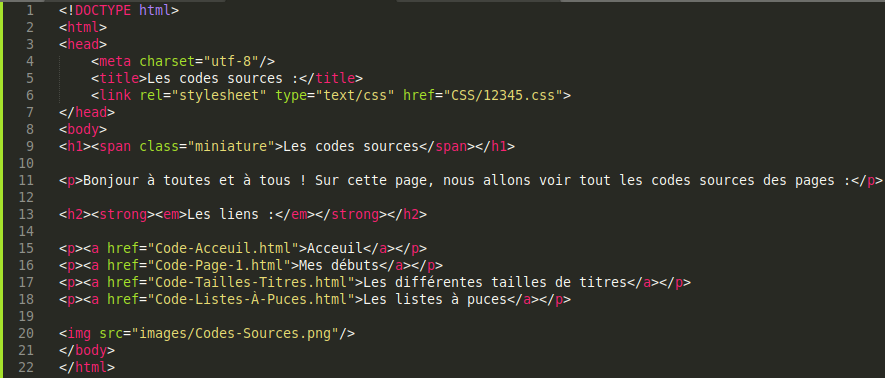 1 <!DOCTYPE html>
2 <html>
3 <head>
4 <meta charset="utf-8"/>
5 <title>Les codes sources :</title>
6 <link rel="stylesheet" type="text/css" href="CSS/12345.css">
7 </head>
8 <body>
9 <h1><span class="miniature">Les codes sources</span></h1>
10
11 <p>Bonjour à toutes et à tous ! Sur cette page, nous allons voir tout les codes sources des pages :</p>
12
13 <h2><strong><em>Les liens :</em></strong></h2>
14
15 <p><a href="Code-Acceuil.html">Acceuil</a></p>
16 <p><a href="Code-Page-1.html">Mes débuts</a></p>
17 <p><a href="Code-Tailles-Titres.html">Les différentes tailles de titres</a></p>
18 <p><a href="Code-Listes-À-Puces.html">Les listes à puces</a></p>
19
20 <img src="images/Codes-Sources.png"/>
21 </body>
22 </html>